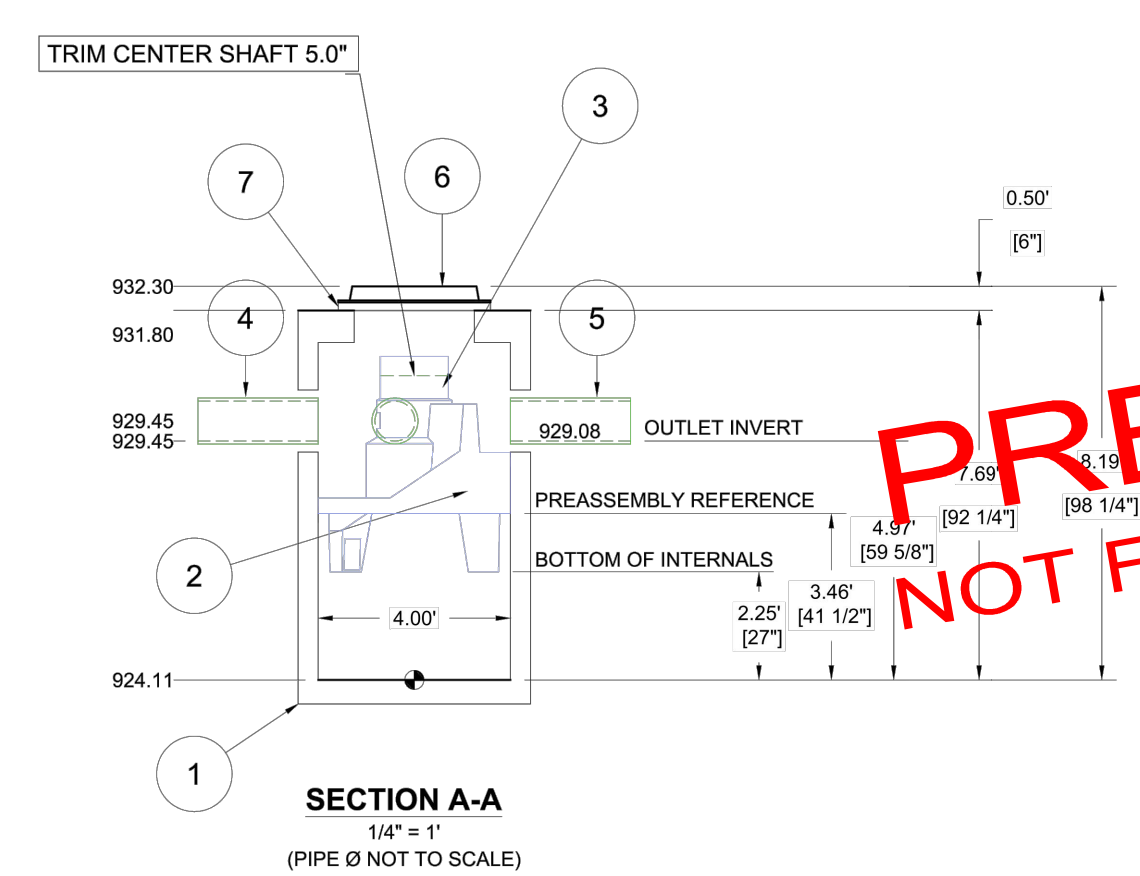 TRIM CENTER SHAFT 5.0"
3
7
6
0.50'
[6"]
932.30
4
5
931.80
929.45
929.45
929.08
OUTLET INVERT
PRE
7.69'
8.19
PREASSEMBLY REFERENCE
[92 1/4"]
[98 1/4"]
4.97'
[59 5/8"]
BOTTOM OF INTERNALS
NOT F
2
3.46'
[41 1/2"]
2.25'
[27"]
4.00'
924.11
1
SECTION A-A
1/4" = 1'
(PIPE Ø NOT TO SCALE)